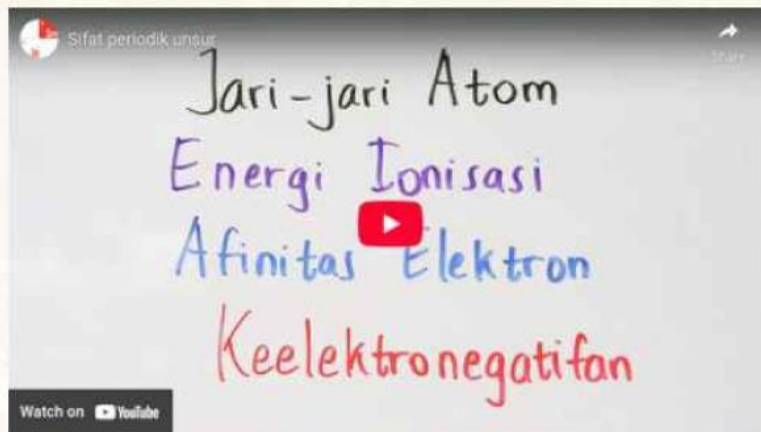 Sifat periodik unsur
Share
Jari-jari Atom
Energi Ionisasi
Afinitas Elektron
Keelektronegatifan
Watch on YouTube